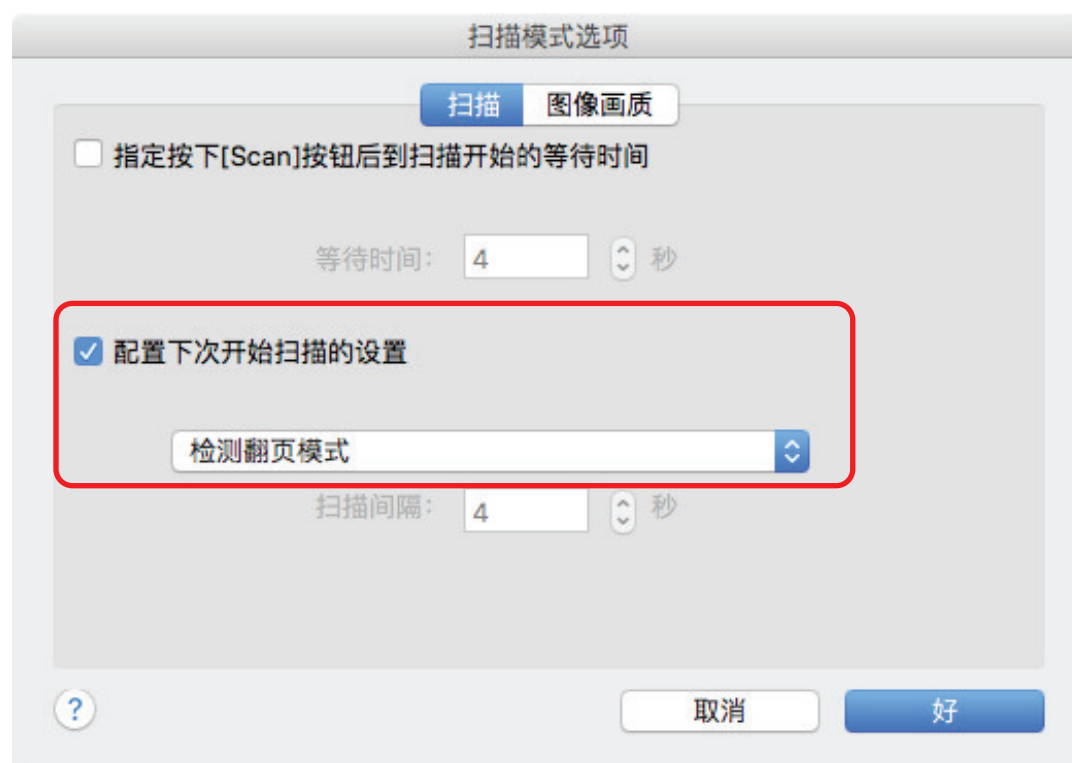 扫描模式选项
扫描 图像画质
指定按下[Scan]按钮后到扫描开始的等待时间
等待时间: 4 秒
配置下次开始扫描的设置
检测翻页模式
扫描间隔: 4 秒
? 取消 好